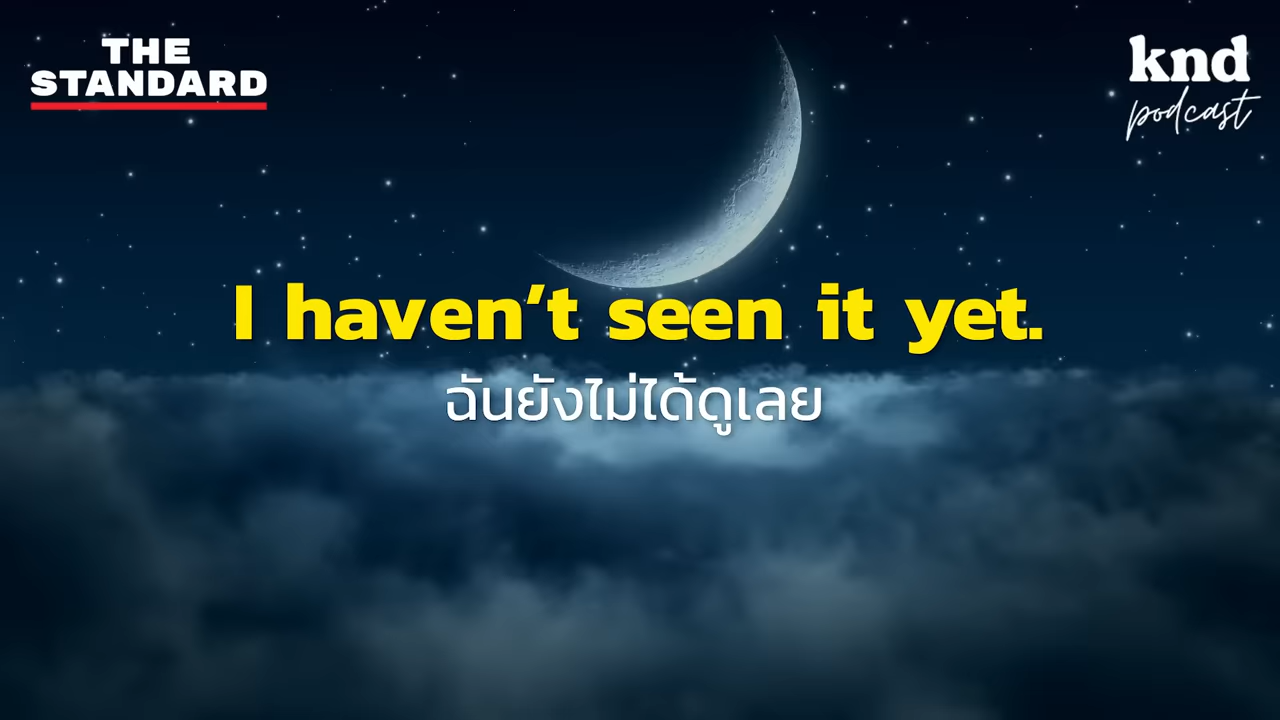 THE
STANDARD
knd
podcast
I haven't seen it yet.
ฉันยังไม่ได้ดูเลย